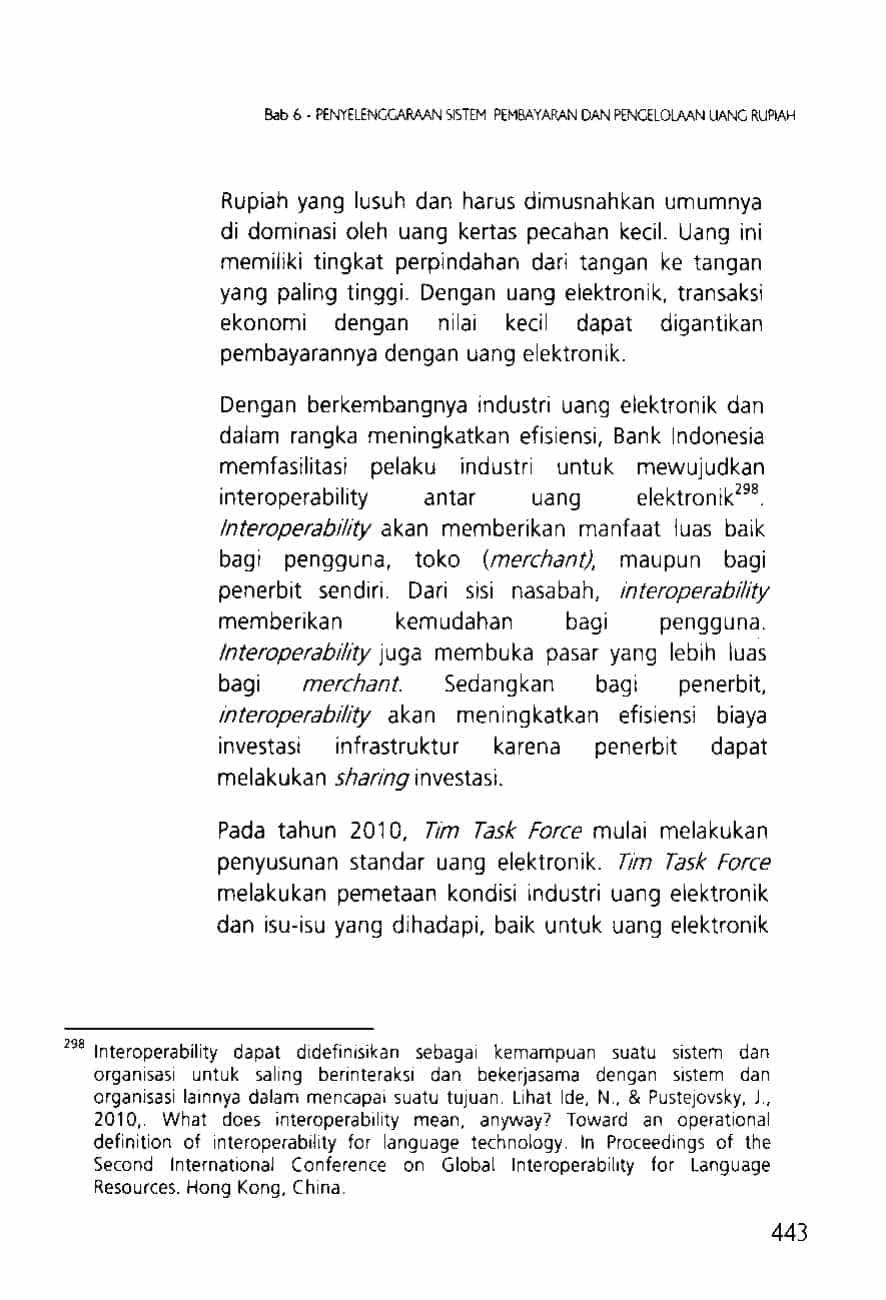 Bab 6 - PENYELENGGARAAN SISTEM PEMBAYARAN DAN PENGELOLAAN UANG RUPIAH
Rupiah yang lusuh dan harus dimusnahkan umumnya
di dominasi oleh uang kertas pecahan kecil. Uang ini
memiliki tingkat perpindahan dari tangan ke tangan
yang paling tinggi. Dengan uang elektronik, transaksi
ekonomi dengan nilai kecil dapat digantikan
pembayarannya dengan uang elektronik.
Dengan berkembangnya industri uang elektronik dan
dalam rangka meningkatkan efisiensi, Bank Indonesia
memfasilitasi pelaku industri untuk mewujudkan
interoperability antar uang elektronik298.
Interoperability akan memberikan manfaat luas baik
bagi pengguna, toko (merchant), maupun bagi
penerbit sendiri. Dari sisi nasabah, interoperability
memberikan kemudahan bagi pengguna.
Interoperability juga membuka pasar yang lebih luas
bagi merchant. Sedangkan bagi penerbit,
interoperability akan meningkatkan efisiensi biaya
investasi infrastruktur karena penerbit dapat
melakukan sharing investasi.
Pada tahun 2010, Tim Task Force mulai melakukan
penyusunan standar uang elektronik. Tim Task Force
melakukan pemetaan kondisi industri uang elektronik
dan isu-isu yang dihadapi, baik untuk uang elektronik
298 Interoperability dapat didefinisikan sebagai kemampuan suatu sistem dan
organisasi untuk saling berinteraksi dan bekerjasama dengan sistem dan
organisasi lainnya dalam mencapai suatu tujuan. Lihat Ide, N., & Pustejovsky, J.,
2010,. What does interoperability mean, anyway? Toward an operational
definition of interoperability for language technology. In Proceedings of the
Second International Conference on Global Interoperability for Language
Resources. Hong Kong, China.
443